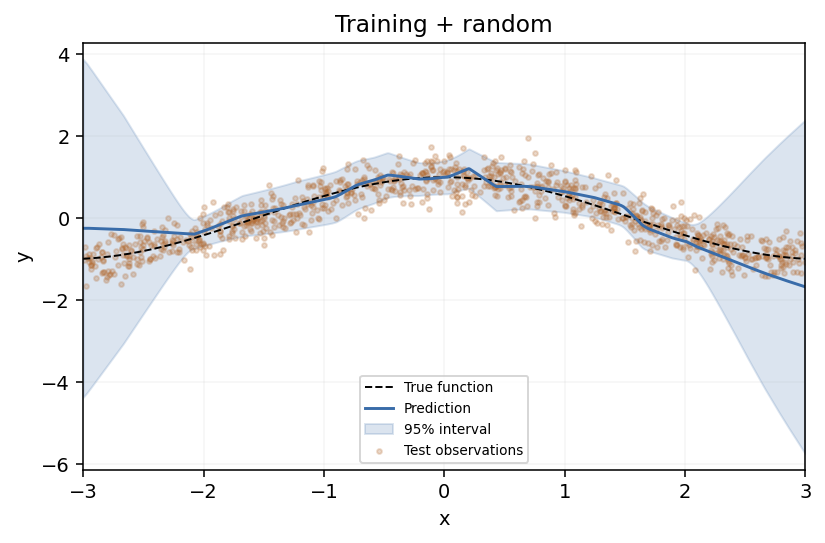 Training + random
4
2
0
−2
−4
−6
y
True function
Prediction
95% interval
Test observations
−3 −2 −1 0 1 2 3
x